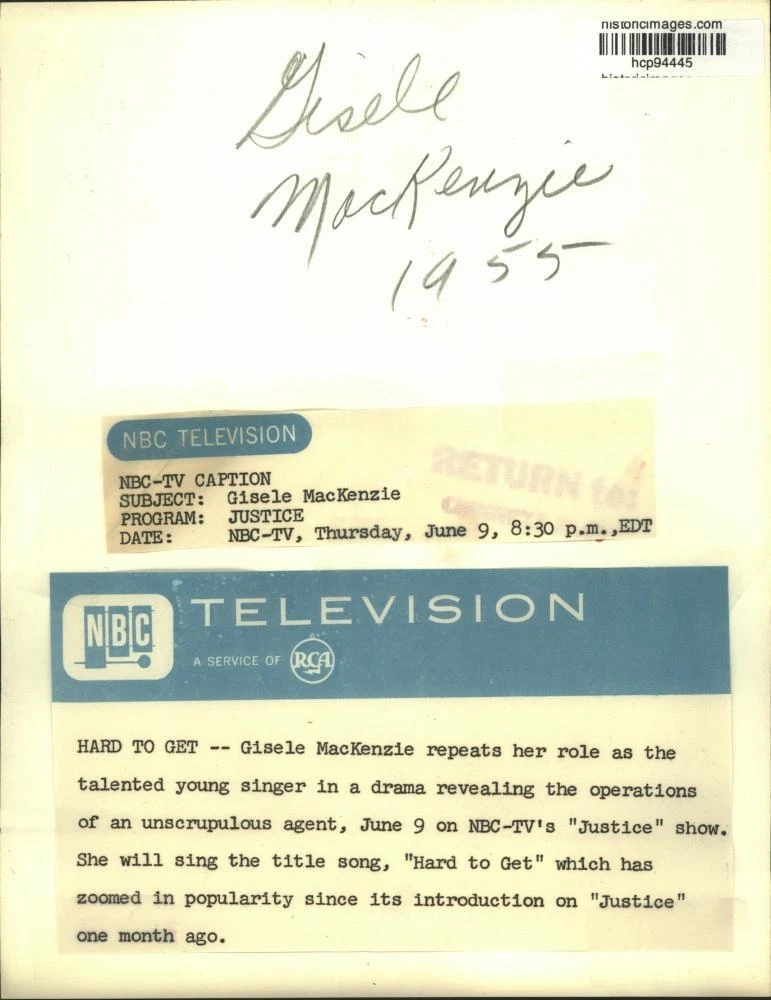 historicimages.com
hcp94445
Gisele
MacKenzie
1955
NBC TELEVISION
RETURN to:
NBC-TV CAPTION
SUBJECT: Gisele MacKenzie
PROGRAM: JUSTICE
DATE: NBC-TV, Thursday, June 9, 8:30 p.m.,EDT
NBC TELEVISION
A SERVICE OF RCA
HARD TO GET -- Gisele MacKenzie repeats her role as the
talented young singer in a drama revealing the operations
of an unscrupulous agent, June 9 on NBC-TV's "Justice" show.
She will sing the title song, "Hard to Get" which has
zoomed in popularity since its introduction on "Justice"
one month ago.